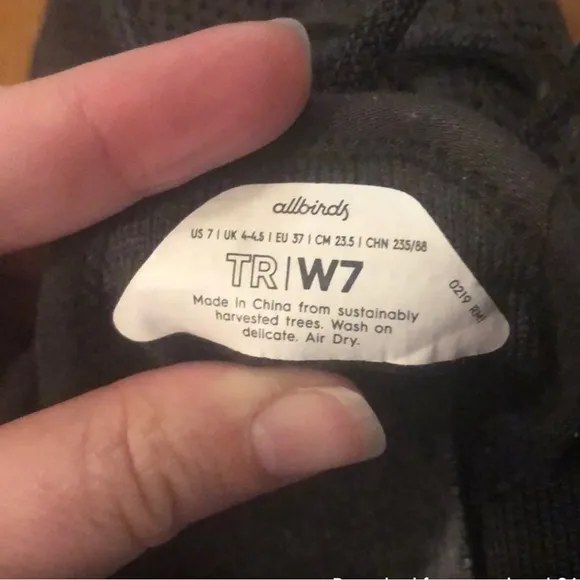 allbirds
US 7 | UK 4-4.5 | EU 37 | CM 23.5 | CHN 235/88
TR|W7
Made in China from sustainably
harvested trees. Wash on
delicate. Air Dry.
0219